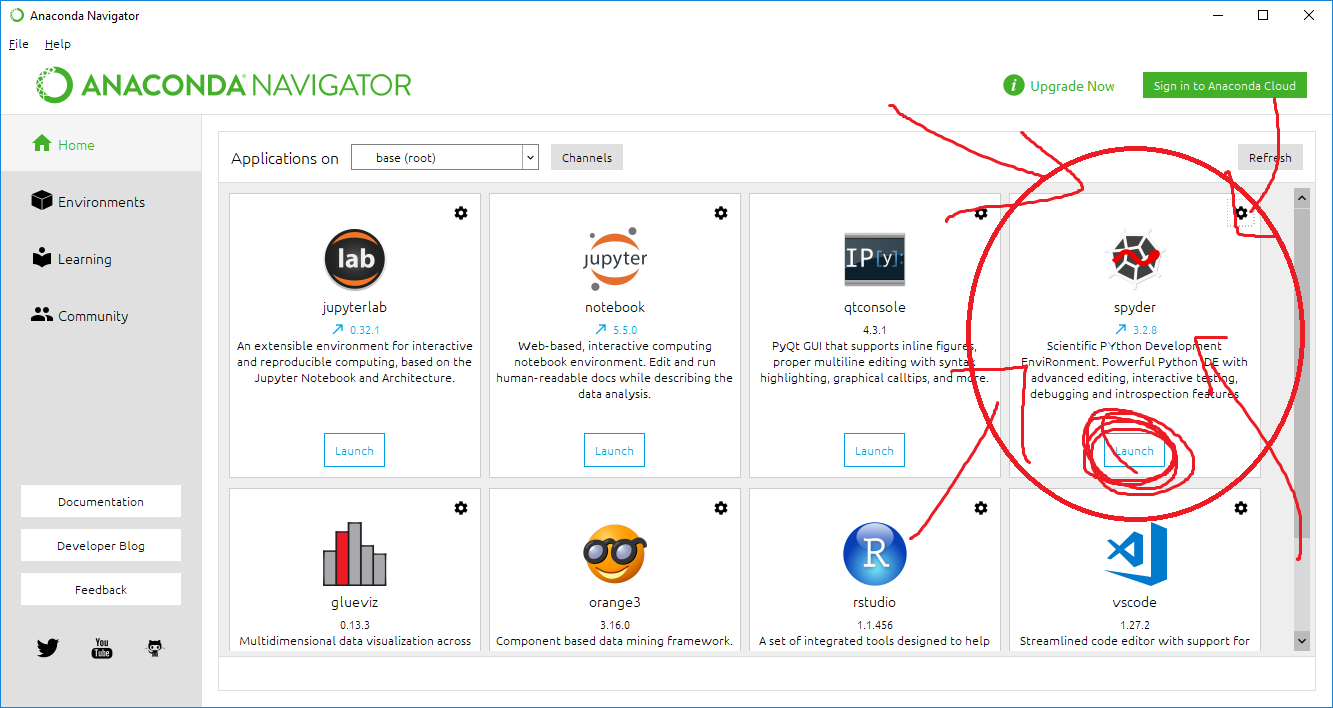 Anaconda Navigator
File Help
ANACONDA NAVIGATOR
Upgrade Now
Sign in to Anaconda Cloud
Home
Environments
Learning
Community
Documentation
Developer Blog
Feedback
You
Tube
Applications on
base (root)
Channels
Refresh
lab
jupyterlab
0.32.1
An extensible environment for interactive
and reproducible computing, based on the
Jupyter Notebook and Architecture.
Launch
jupyter
notebook
5.5.0
Web-based, interactive computing
notebook environment. Edit and run
human-readable docs while describing the
data analysis.
Launch
IP[y]:
qtconsole
4.3.1
PyQt GUI that supports inline figures,
proper multiline editing with syntax
highlighting, graphical calltips, and more.
Launch
spyder
3.2.8
Scientific PYthon Development
EnviRonment. Powerful Python IDE with
advanced editing, interactive testing,
debugging and introspection features
Launch
glueviz
0.13.3
Multidimensional data visualization across
orange3
3.16.0
Component based data mining framework.
R
rstudio
1.1.456
A set of integrated tools designed to help
vscode
1.27.2
Streamlined code editor with support for